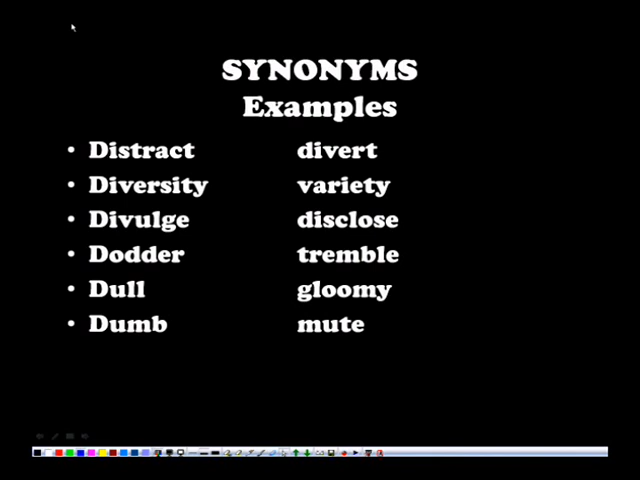 SYNONYMS
Examples
• Distract divert
• Diversity variety
• Divulge disclose
• Dodder tremble
• Dull gloomy
• Dumb mute